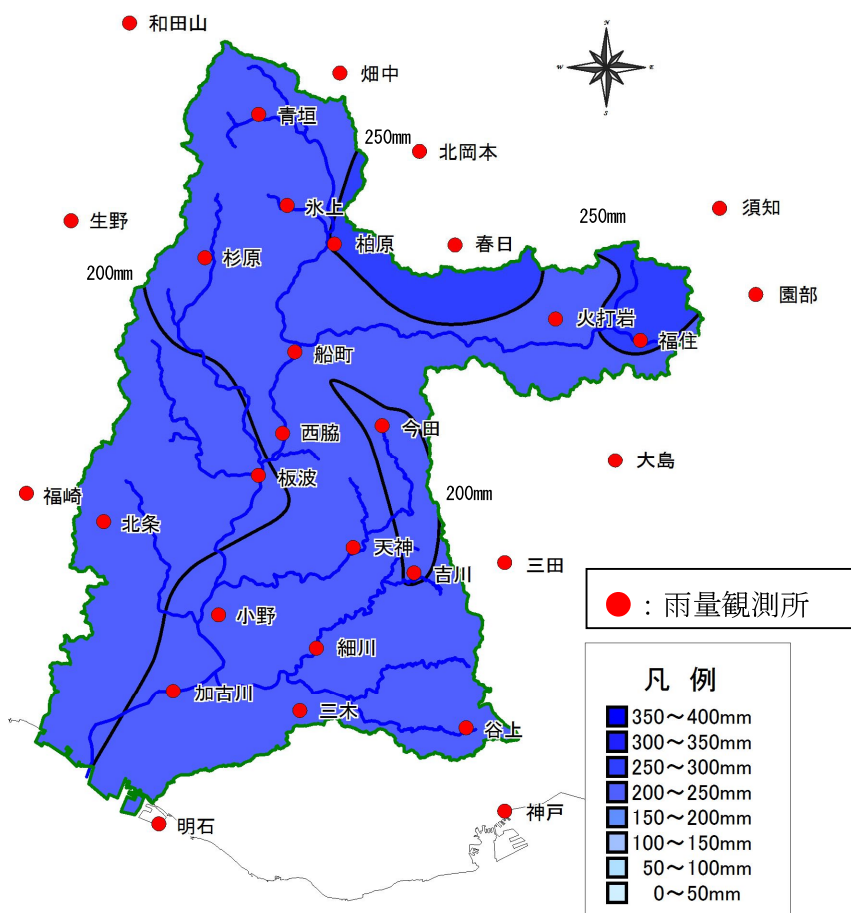 和田山
N
W
E
S
畑中
青垣
250mm
北岡本
氷上
須知
生野
柏原
春日
250mm
杉原
200mm
園部
火打岩
福住
船町
今田
西脇
大島
板波
福崎
200mm
北条
天神
三田
吉川
：雨量観測所
小野
細川
凡 例
加古川
三木
谷上
350～400mm
300～350mm
250～300mm
200～250mm
150～200mm
100～150mm
50～100mm
0～50mm
神戸
明石